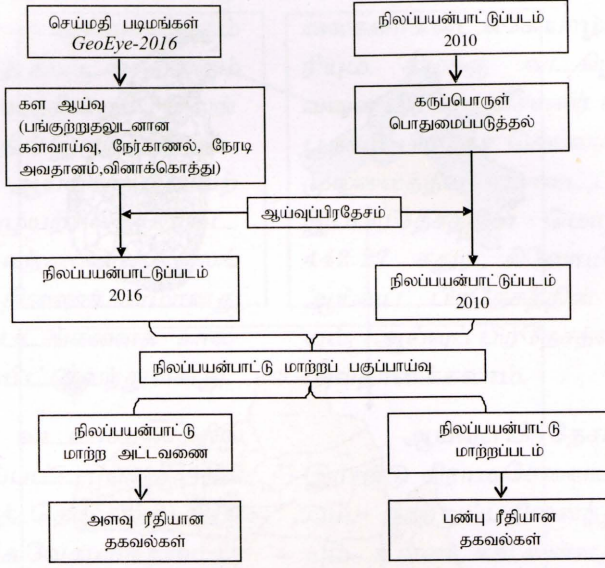 செய்மதி படிமங்கள்
GeoEye-2016
நிலப்பயன்பாட்டுப்படம்
2010
கள ஆய்வு
(பங்குற்றுதலுடனான
களவாய்வு, நேர்காணல், நேரடி
அவதானம்,வினாக்கொத்து)
கருப்பொருள்
பொதுமைப்படுத்தல்
ஆய்வுப்பிரதேசம்
நிலப்பயன்பாட்டுப்படம்
2016
நிலப்பயன்பாட்டுப்படம்
2010
நிலப்பயன்பாட்டு மாற்றப் பகுப்பாய்வு
நிலப்பயன்பாட்டு
மாற்ற அட்டவணை
நிலப்பயன்பாட்டு
மாற்றப்படம்
அளவு ரீதியான
தகவல்கள்
பண்பு ரீதியான
தகவல்கள்